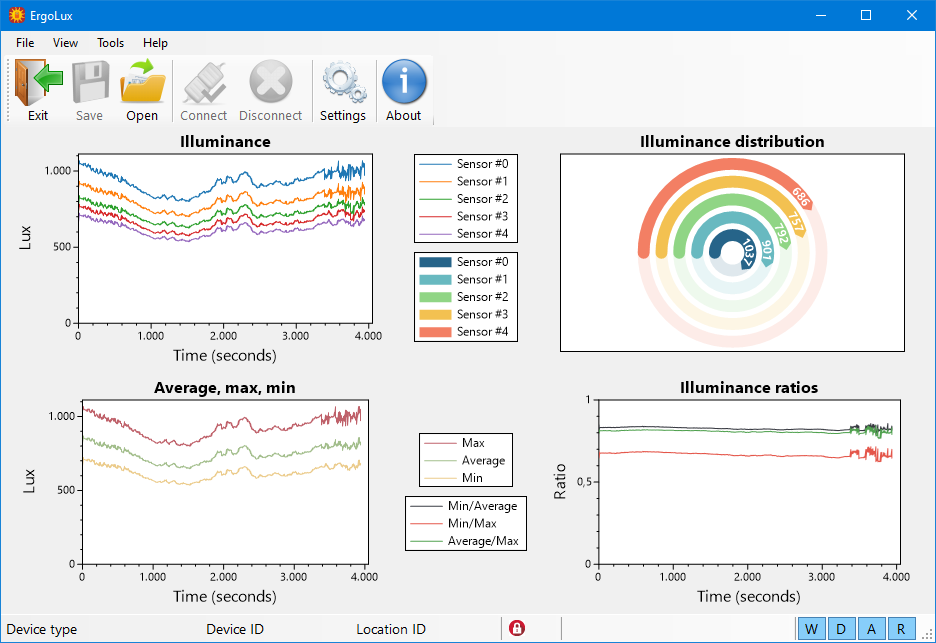 ErgoLux
File View Tools Help
Exit Save Open Connect Disconnect Settings About
Illuminance
1.000
500
0
Lux
0 1.000 2.000 3.000 4.000
Time (seconds)
Sensor #0
Sensor #1
Sensor #2
Sensor #3
Sensor #4
Sensor #0
Sensor #1
Sensor #2
Sensor #3
Sensor #4
Illuminance distribution
686
757
792
901
1037
Average, max, min
1.000
500
0
Lux
0 1.000 2.000 3.000 4.000
Time (seconds)
Max
Average
Min
Min/Average
Min/Max
Average/Max
Illuminance ratios
1
0,5
0
Ratio
0 1.000 2.000 3.000 4.000
Time (seconds)
Device type Device ID Location ID W D A R